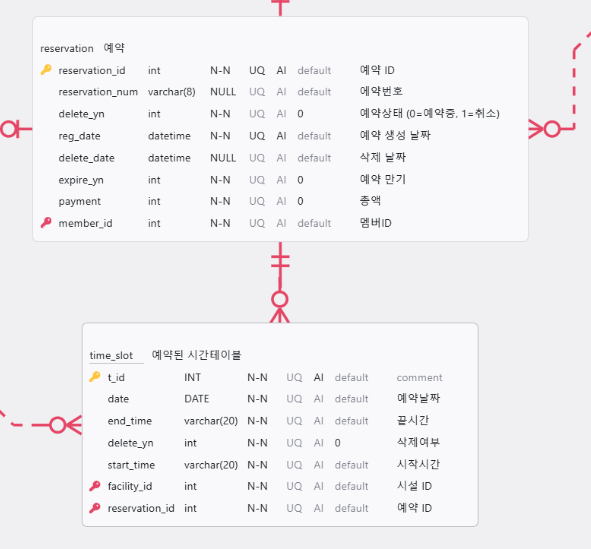 reservation 예약
reservation_id int N-N UQ AI default 예약 ID
reservation_num varchar(8) NULL UQ AI default 에약번호
delete_yn int N-N UQ AI 0 예약상태 (0=예약중, 1=취소)
reg_date datetime N-N UQ AI default 예약 생성 날짜
delete_date datetime NULL UQ AI default 삭제 날짜
expire_yn int N-N UQ AI 0 예약 만기
payment int N-N UQ AI 0 총액
member_id int N-N UQ AI default 멤버ID
time_slot 예약된 시간테이블
t_id INT N-N UQ AI default comment
date DATE N-N UQ AI default 예약날짜
end_time varchar(20) N-N UQ AI default 끝시간
delete_yn int N-N UQ AI 0 삭제여부
start_time varchar(20) N-N UQ AI default 시작시간
facility_id int N-N UQ AI default 시설 ID
reservation_id int N-N UQ AI default 예약 ID